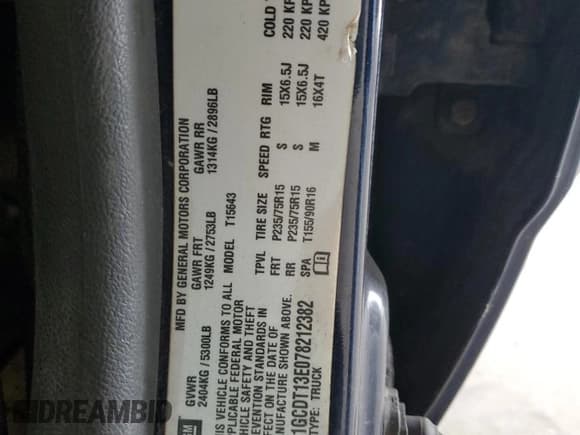 MFD BY GENERAL MOTORS CORPORATION
GVWR GAWR FRT GAWR RR
2404KG / 5300LB 1249KG / 2753LB 1314KG / 2896LB
THIS VEHICLE CONFORMS TO ALL MODEL T15643
APPLICABLE FEDERAL MOTOR
VEHICLE SAFETY AND THEFT
PREVENTION STANDARDS IN
EFFECT ON THE DATE OF
MANUFACTURE SHOWN ABOVE
1GCDT13E078212382
TYPE: TRUCK
TPVL TIRE SIZE SPEED RTG RIM COLD
FRT P235/75R15 S 15X6.5J 220 KP
RR P235/75R15 S 15X6.5J 220 KP
SPA T155/90R16 M 16X4T 420 KP
GM
BIDREAMBID